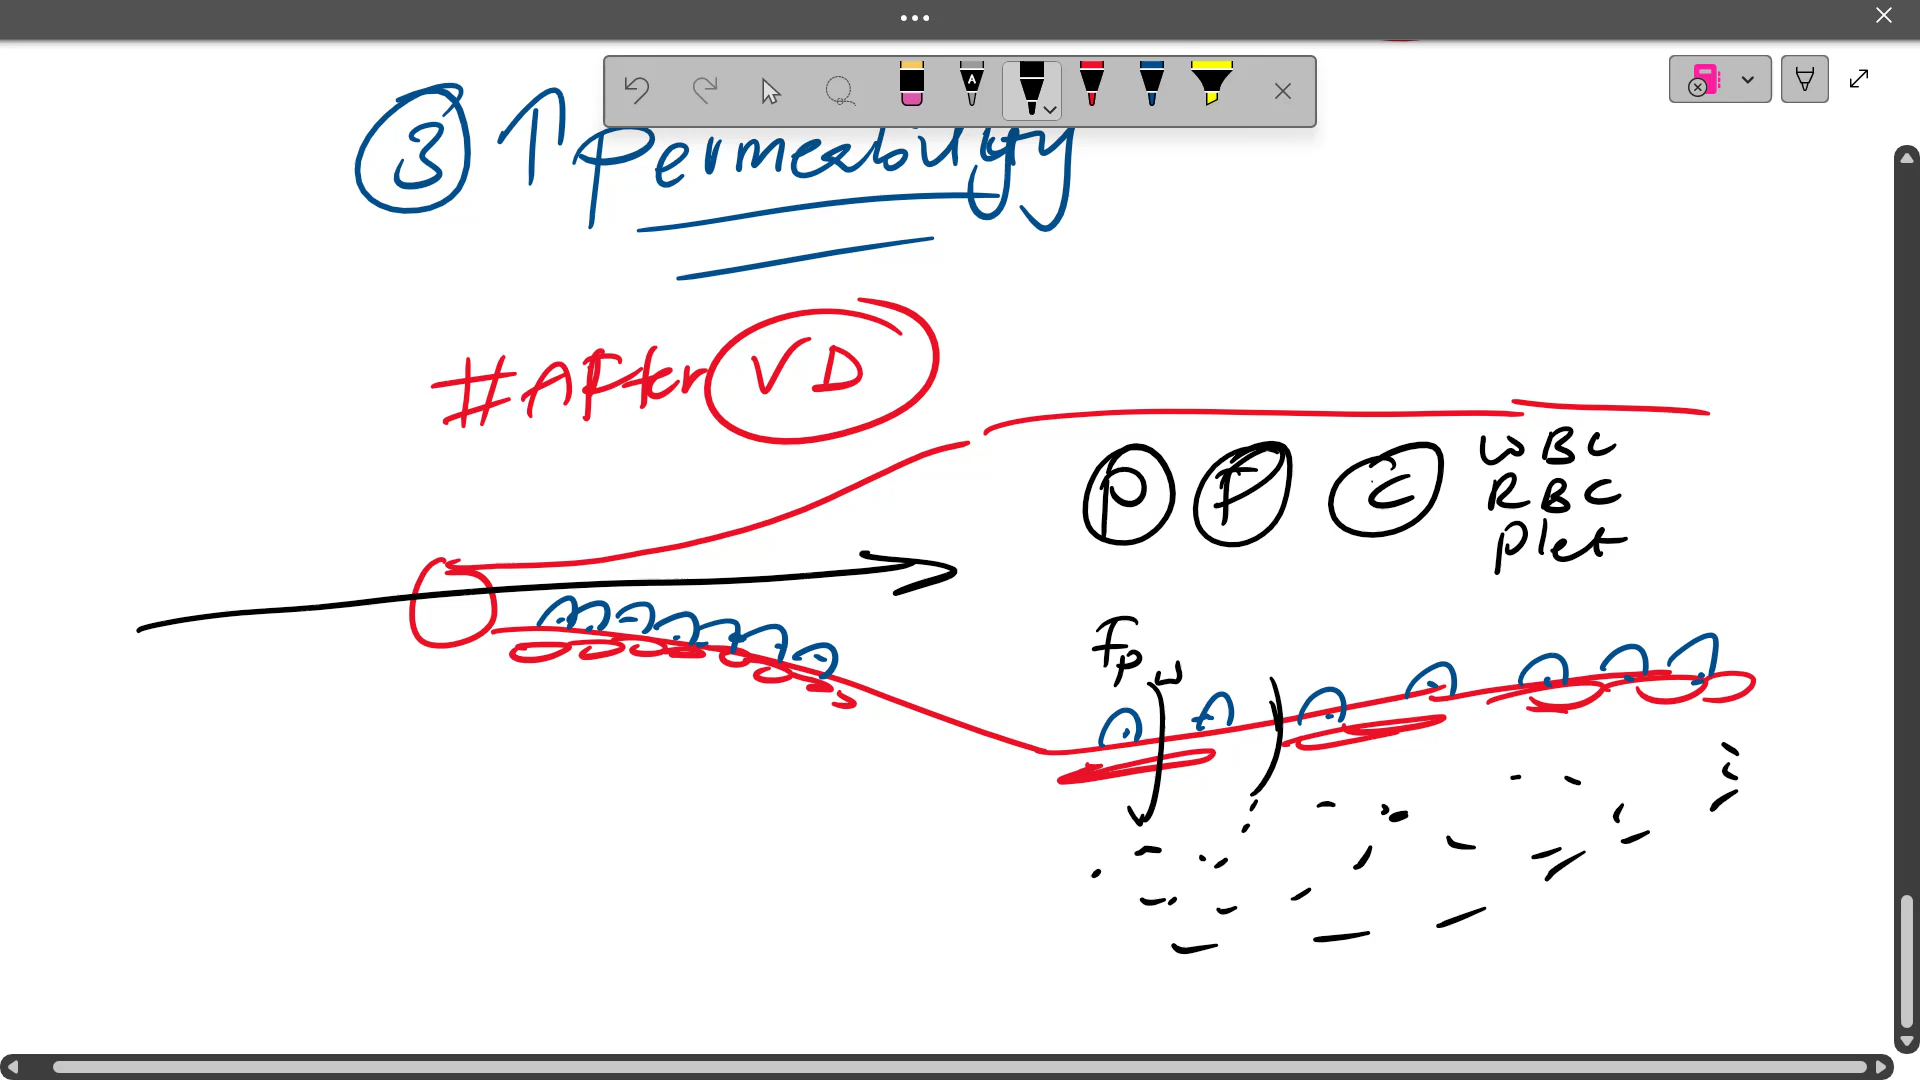 ③ ↑ Permeability
#After VD
P F C WBC
RBC
plet
Fp
w